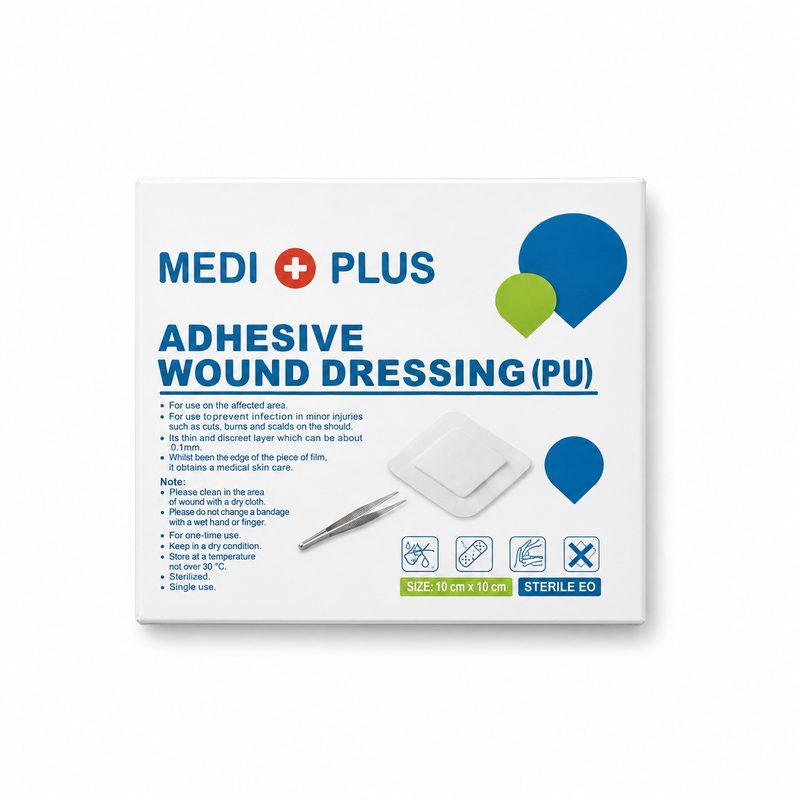 MEDI PLUS
ADHESIVE
WOUND DRESSING (PU)
• For use on the affected area.
• For use toprevent infection in minor injuries
such as cuts, burns and scalds on the should.
• Its thin and discreet layer which can be about
0.1mm.
• Whilst been the edge of the piece of film,
it obtains a medical skin care.
Note:
• Please clean in the area
of wound with a dry cloth.
• Please do not change a bandage
with a wet hand or finger.
• For one-time use.
• Keep in a dry condition.
• Store at a temperature
not over 30 °C.
• Sterilized.
• Single use.
SIZE: 10 cm x 10 cm
STERILE EO